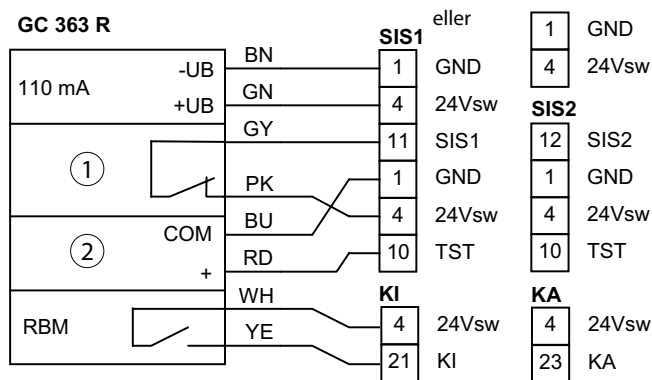 GC 363 R
eller
SIS1
110 mA
-UB
BN
1
GND
1
GND
+UB
GN
4
24Vsw
4
24Vsw
SIS2
1
GY
11
SIS1
12
SIS2
PK
1
GND
1
GND
2
COM
BU
4
24Vsw
4
24Vsw
+
RD
10
TST
10
TST
KI
KA
RBM
WH
4
24Vsw
4
24Vsw
YE
21
KI
23
KA